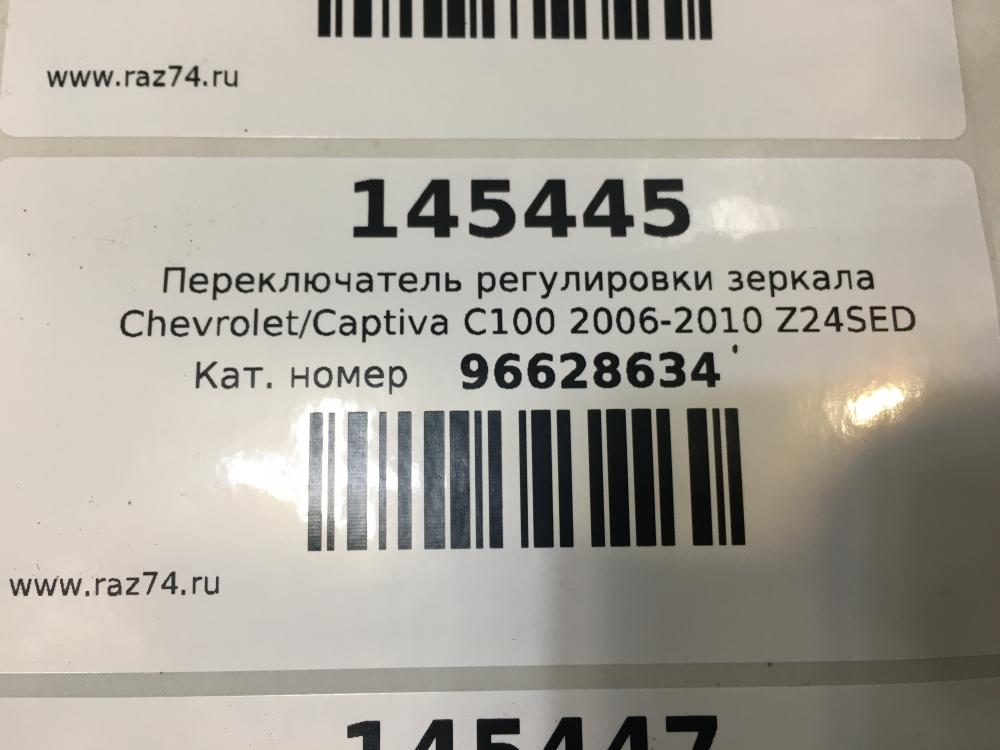 www.raz74.ru
145445
Переключатель регулировки зеркала
Chevrolet/Captiva C100 2006-2010 Z24SED
Кат. номер 96628634
www.raz74.ru
145447